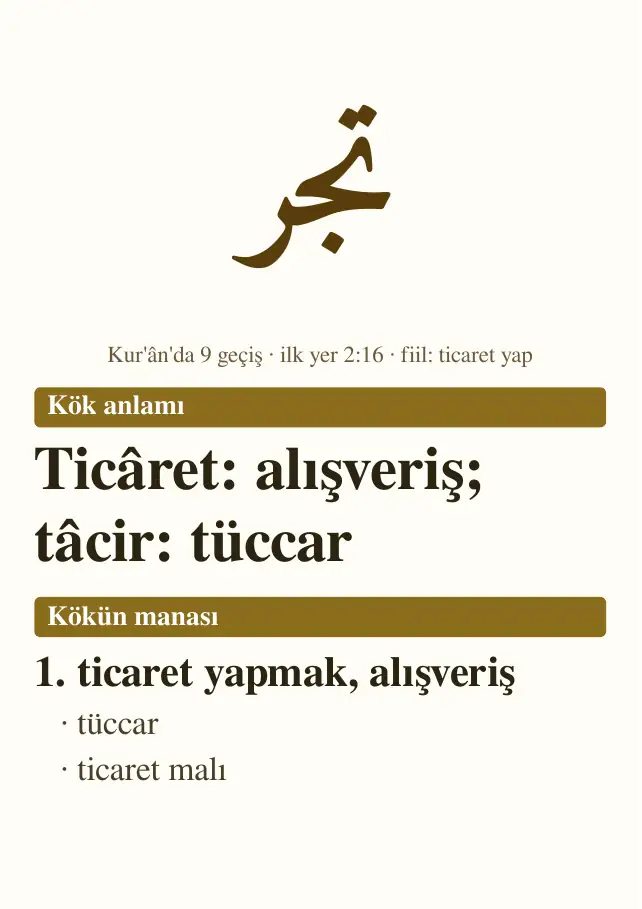 تجر
Kur'ân'da 9 geçiş · ilk yer 2:16 · fiil: ticaret yap
Kök anlamı
Ticâret: alışveriş;
tâcir: tüccar
Kökün manası
1. ticaret yapmak, alışveriş
· tüccar
· ticaret malı